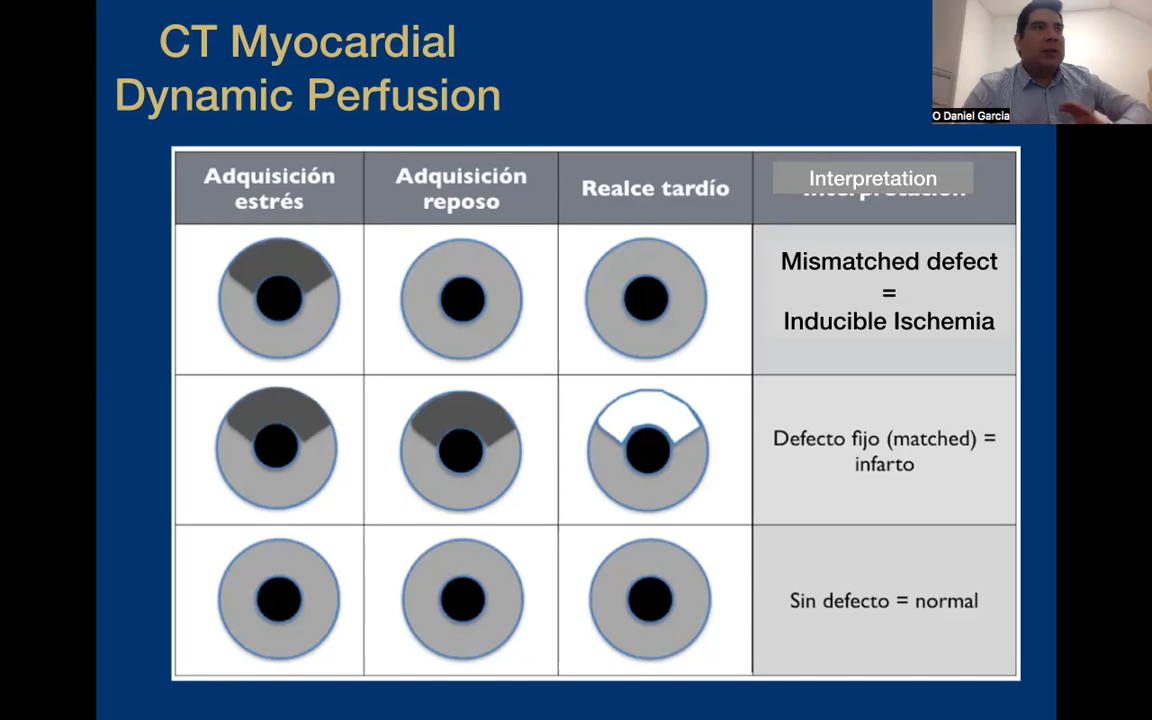 CT Myocardial
Dynamic Perfusion
O Daniel Garcia
Adquisición
estrés
Adquisición
reposo
Realce tardío
Interpretation
Mismatched defect
=
Inducible Ischemia
Defecto fijo (matched) =
infarto
Sin defecto = normal